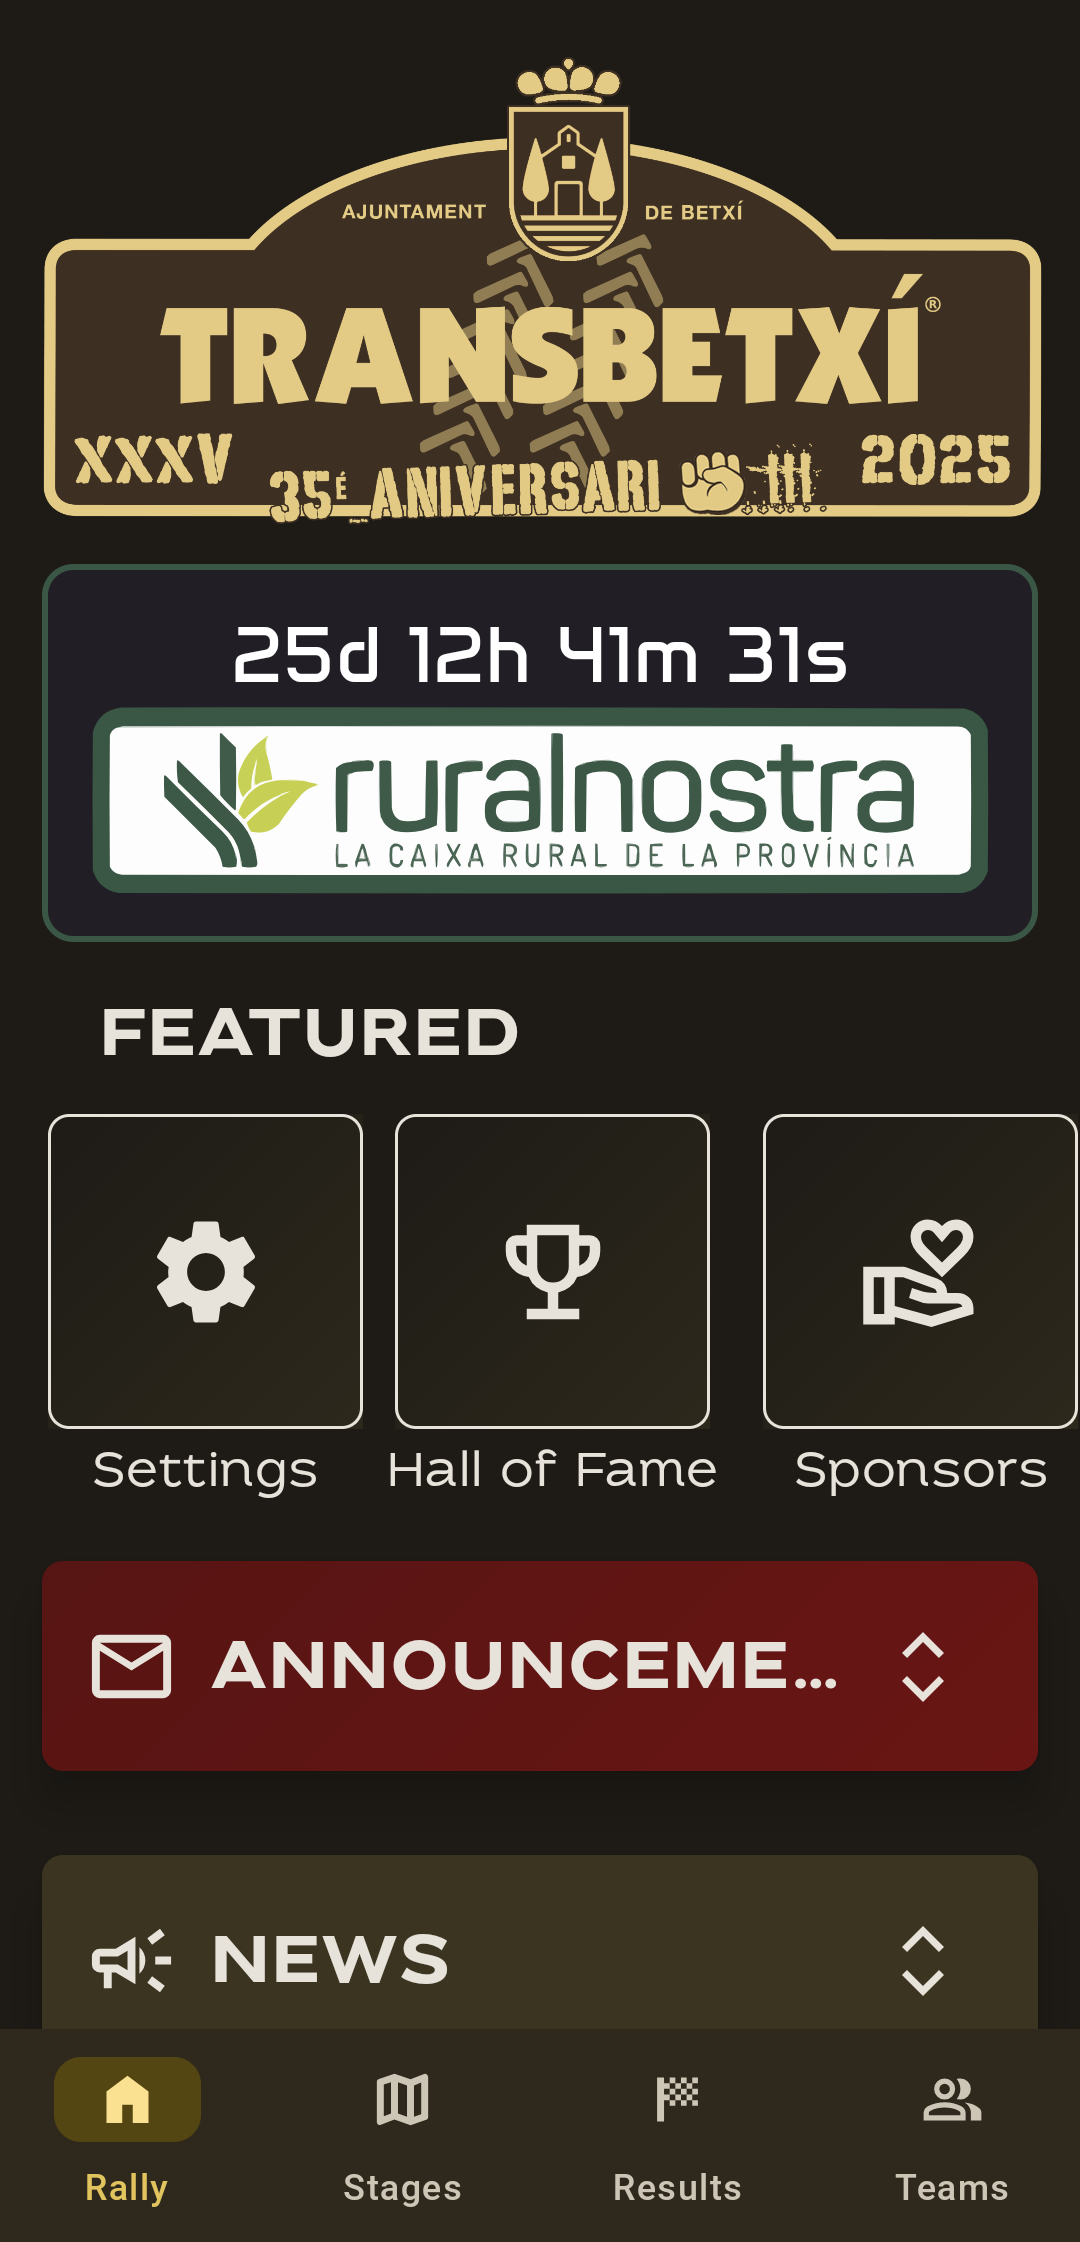 AJUNTAMENT DE BETXÍ
TRANSBETXÍ®
XXXV 35É ANIVERSARI 2025
25d 12h 41m 31s
ruralnostra
LA CAIXA RURAL DE LA PROVÍNCIA
FEATURED
Settings Hall of Fame Sponsors
ANNOUNCEME...
NEWS
Rally Stages Results Teams